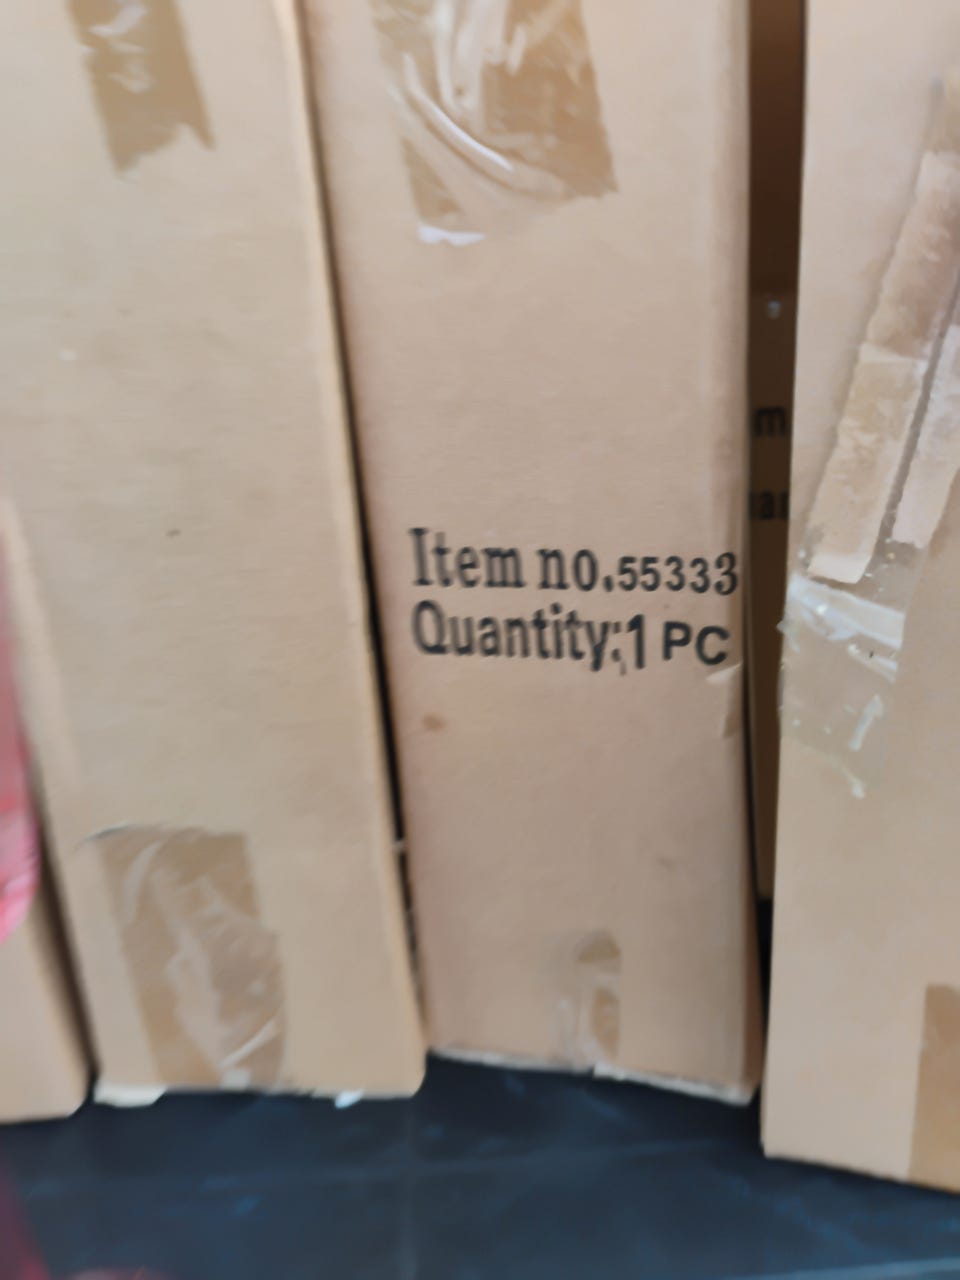 Item no.55333
Quantity:1 PC